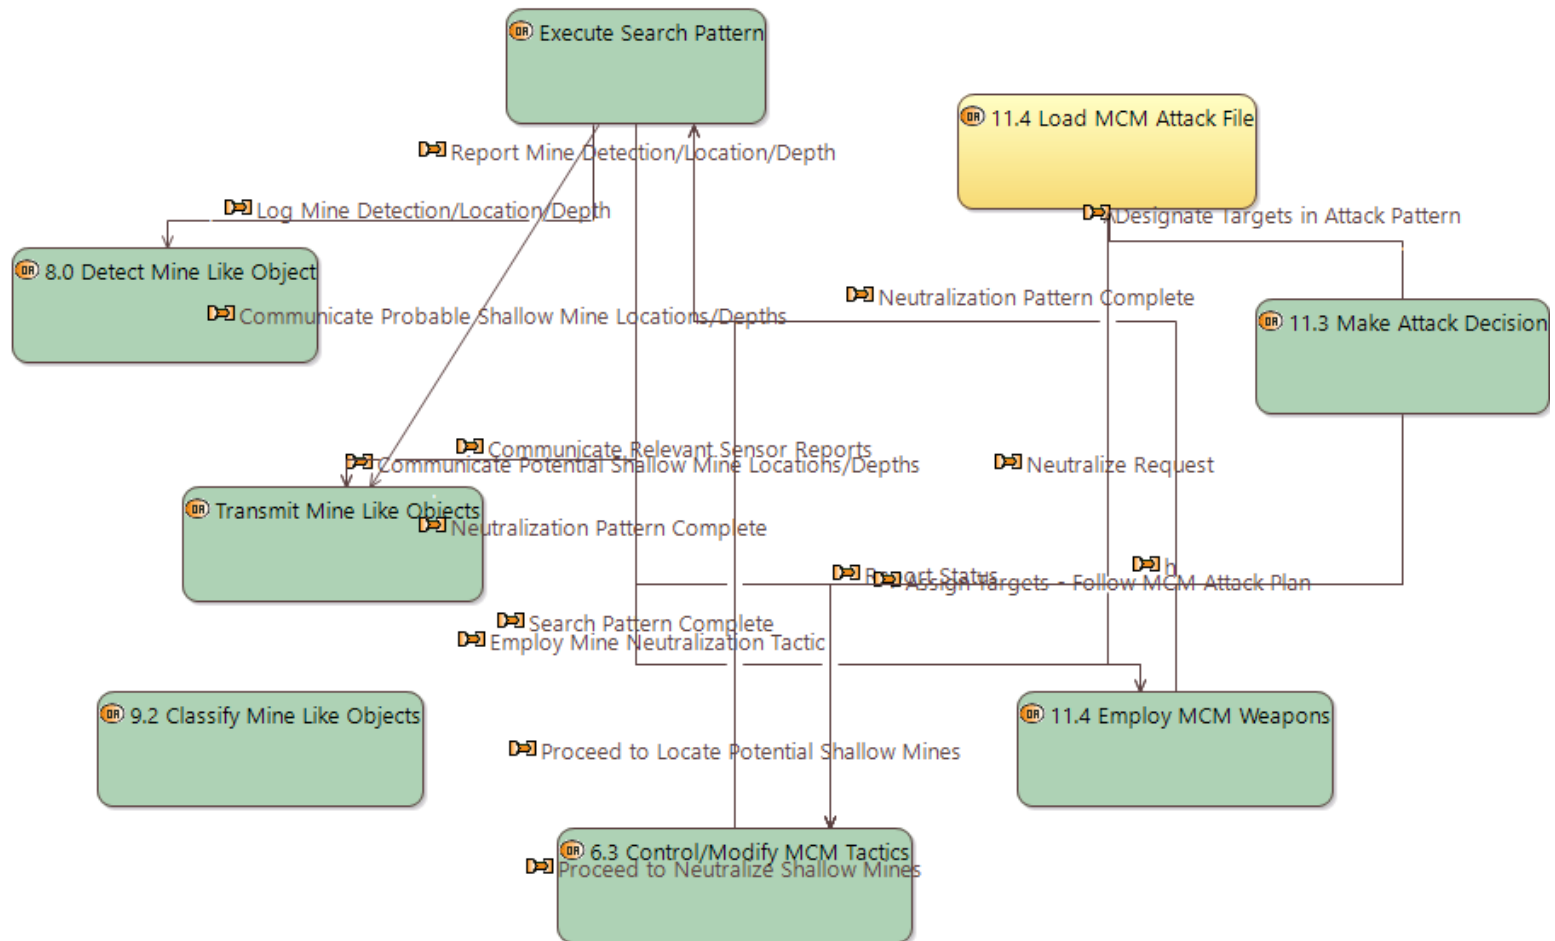 Execute Search Pattern
11.4 Load MCM Attack File
Report Mine Detection/Location/Depth
Log Mine Detection/Location/Depth
Designate Targets in Attack Pattern
8.0 Detect Mine Like Object
Neutralization Pattern Complete
Communicate Probable Shallow Mine Locations/Depths
11.3 Make Attack Decision
Communicate Relevant Sensor Reports
Communicate Potential Shallow Mine Locations/Depths
Neutralize Request
Transmit Mine Like Objects
Neutralization Pattern Complete
h
Report Status
Assign Targets - Follow MCM Attack Plan
Search Pattern Complete
Employ Mine Neutralization Tactic
9.2 Classify Mine Like Objects
11.4 Employ MCM Weapons
Proceed to Locate Potential Shallow Mines
6.3 Control/Modify MCM Tactics
Proceed to Neutralize Shallow Mines